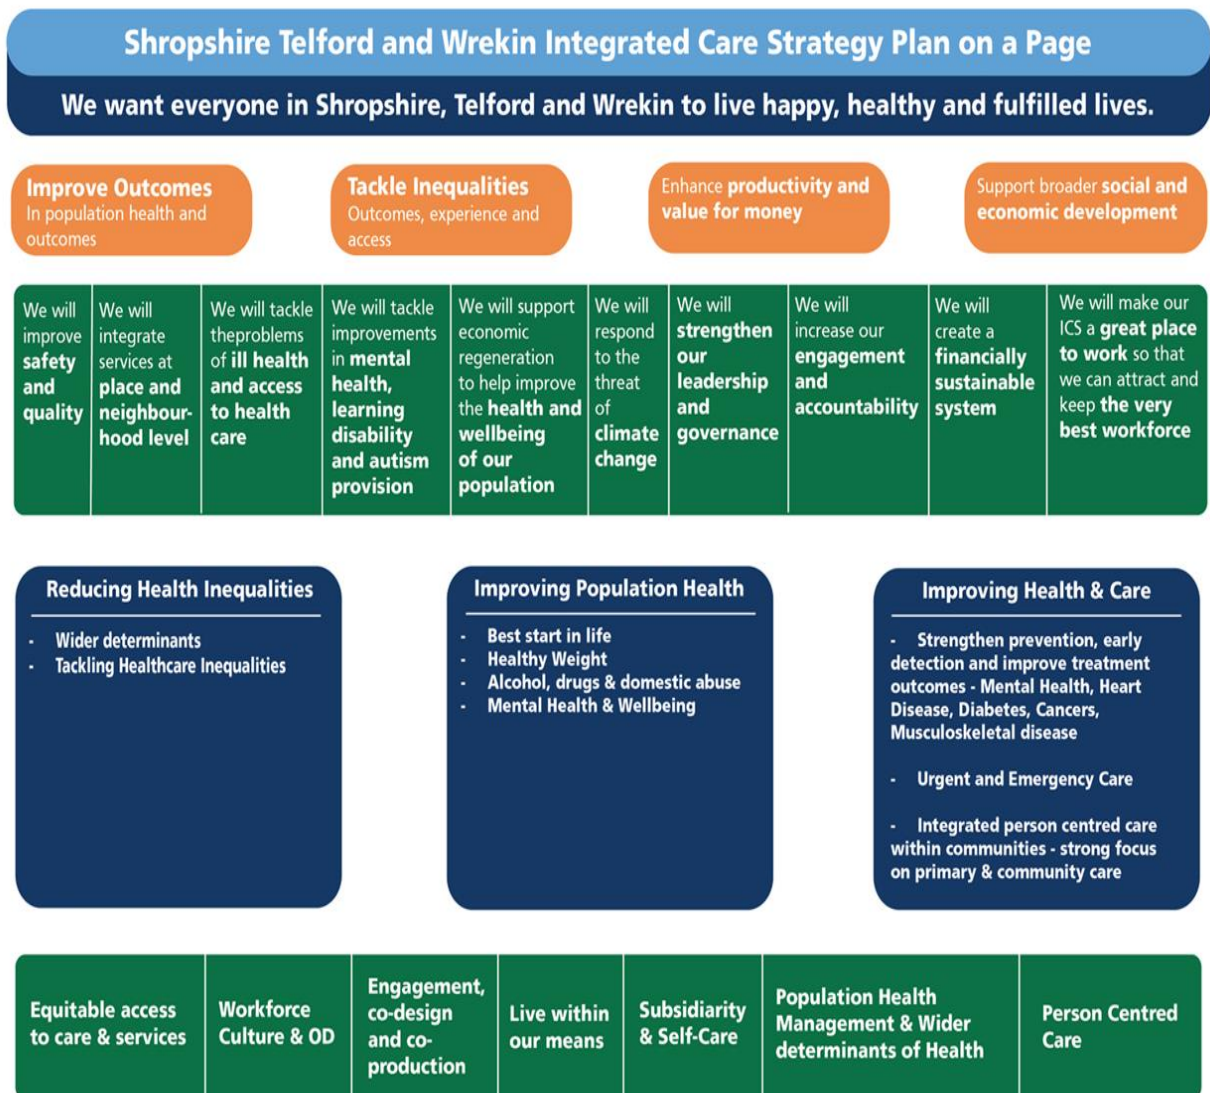 Shropshire Telford and Wrekin Integrated Care Strategy Plan on a Page
We want everyone in Shropshire, Telford and Wrekin to live happy, healthy and fulfilled lives.
Improve Outcomes
In population health and
outcomes
Tackle Inequalities
Outcomes, experience and
access
Enhance productivity and
value for money
Support broader social and
economic development
We will
improve
safety
and
quality
We will
integrate
services at
place and
neighbour-
hood level
We will tackle
theproblems
of ill health
and access
to health
care
We will tackle
improvements
in mental
health,
learning
disability
and autism
provision
We will support
economic
regeneration
to help improve
the health and
wellbeing
of our
population
We will
respond
to the
threat
of
climate
change
We will
strengthen
our
leadership
and
governance
We will
increase our
engagement
and
accountability
We will
create a
financially
sustainable
system
We will make our
ICS a great place
to work so that
we can attract and
keep the very
best workforce
Reducing Health Inequalities
- Wider determinants
- Tackling Healthcare Inequalities
Improving Population Health
- Best start in life
- Healthy Weight
- Alcohol, drugs & domestic abuse
- Mental Health & Wellbeing
Improving Health & Care
- Strengthen prevention, early
detection and improve treatment
outcomes - Mental Health, Heart
Disease, Diabetes, Cancers,
Musculoskeletal disease
- Urgent and Emergency Care
- Integrated person centred care
within communities - strong focus
on primary & community care
Equitable access
to care & services
Workforce
Culture & OD
Engagement,
co-design
and co-
production
Live within
our means
Subsidiarity
& Self-Care
Population Health
Management & Wider
determinants of Health
Person Centred
Care